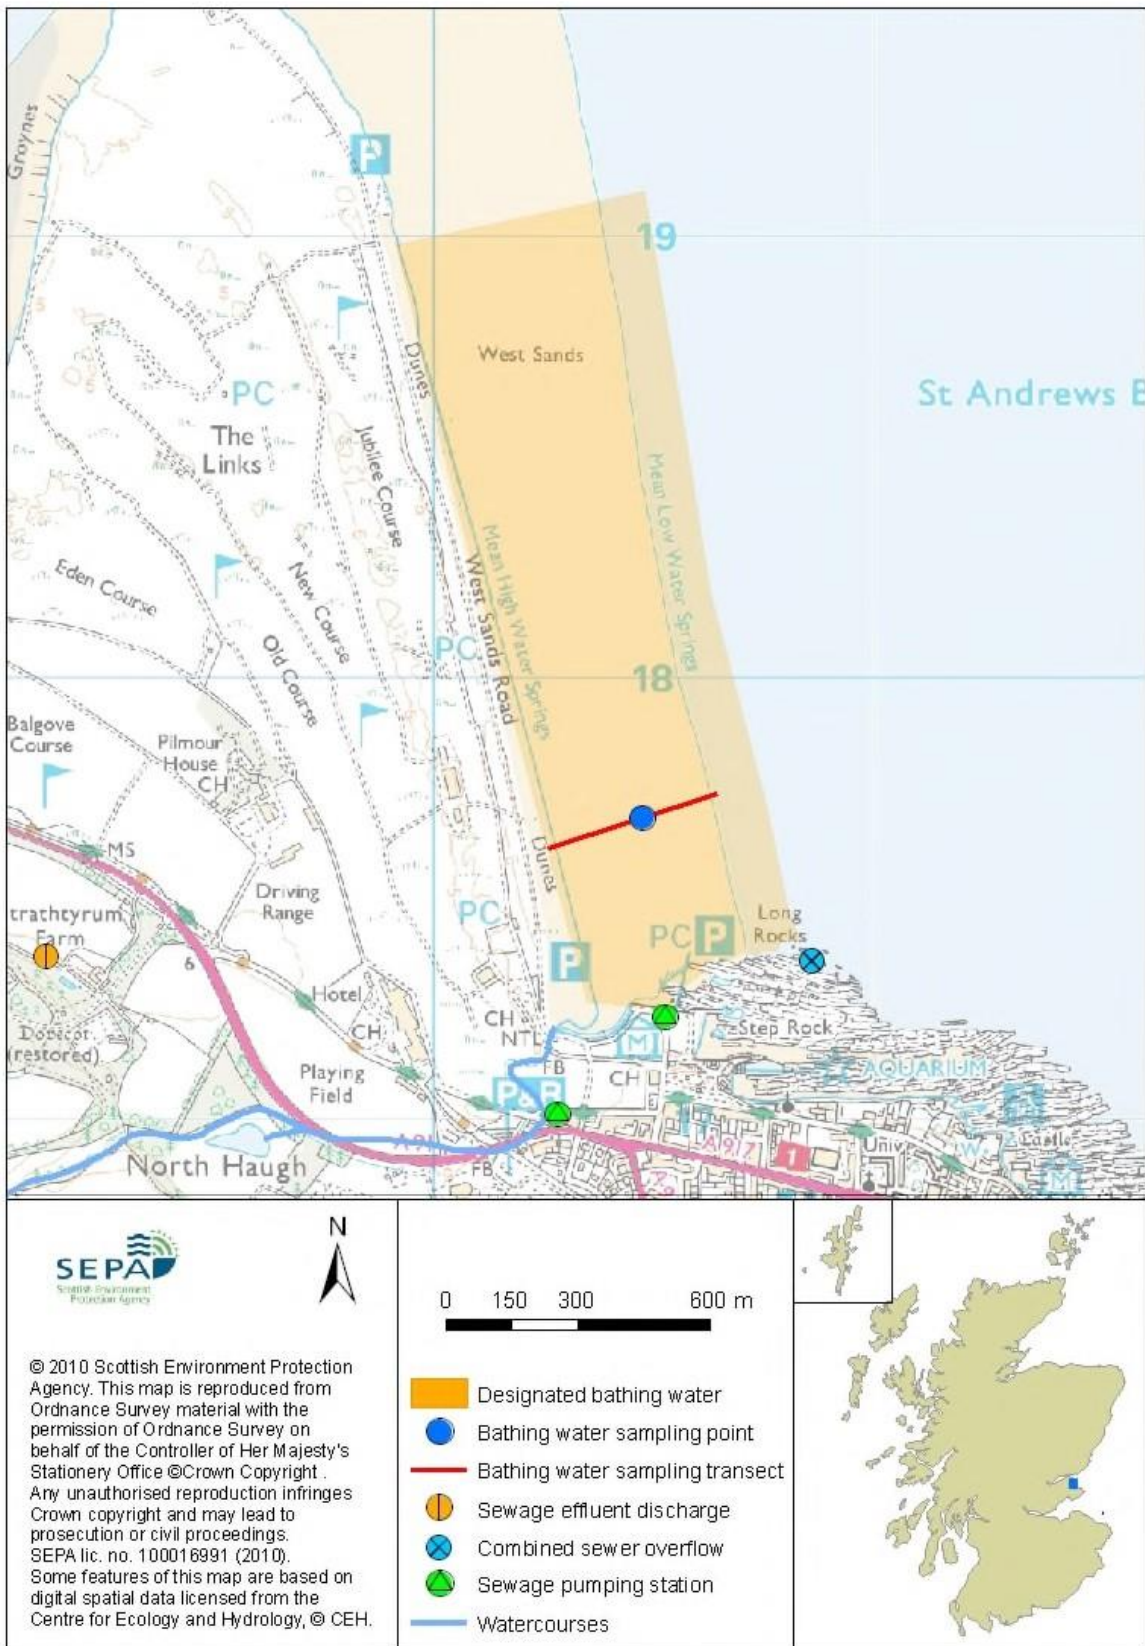 Groynes
P
19
West Sands
St Andrews B
Dunes
PC
The
Links
Jubilee Course
Mean High Water Springs
Mean Low Water Springs
West Sands Road
Eden Course
New Course
Old Course
PC
18
Balgove
Course
Pilmour
House
CH
Dunes
MS
Driving
Range
PC
PC P
Long
Rocks
trathtyrum
Farm
6
P
Hotel
CH
NTL
Step Rock
M
(restored)
CH
Playing
Field
FB
CH
AQUARIUM
P&P
North Haugh
A91
FB
A917
1
Univ
Castle
W
M
SEPA
Scottish Environment
Protection Agency
N
© 2010 Scottish Environment Protection
Agency. This map is reproduced from
Ordnance Survey material with the
permission of Ordnance Survey on
behalf of the Controller of Her Majesty's
Stationery Office ©Crown Copyright .
Any unauthorised reproduction infringes
Crown copyright and may lead to
prosecution or civil proceedings.
SEPA lic. no. 100016991 (2010).
Some features of this map are based on
digital spatial data licensed from the
Centre for Ecology and Hydrology, © CEH.
0 150 300 600 m
Designated bathing water
Bathing water sampling point
Bathing water sampling transect
Sewage effluent discharge
Combined sewer overflow
Sewage pumping station
Watercourses